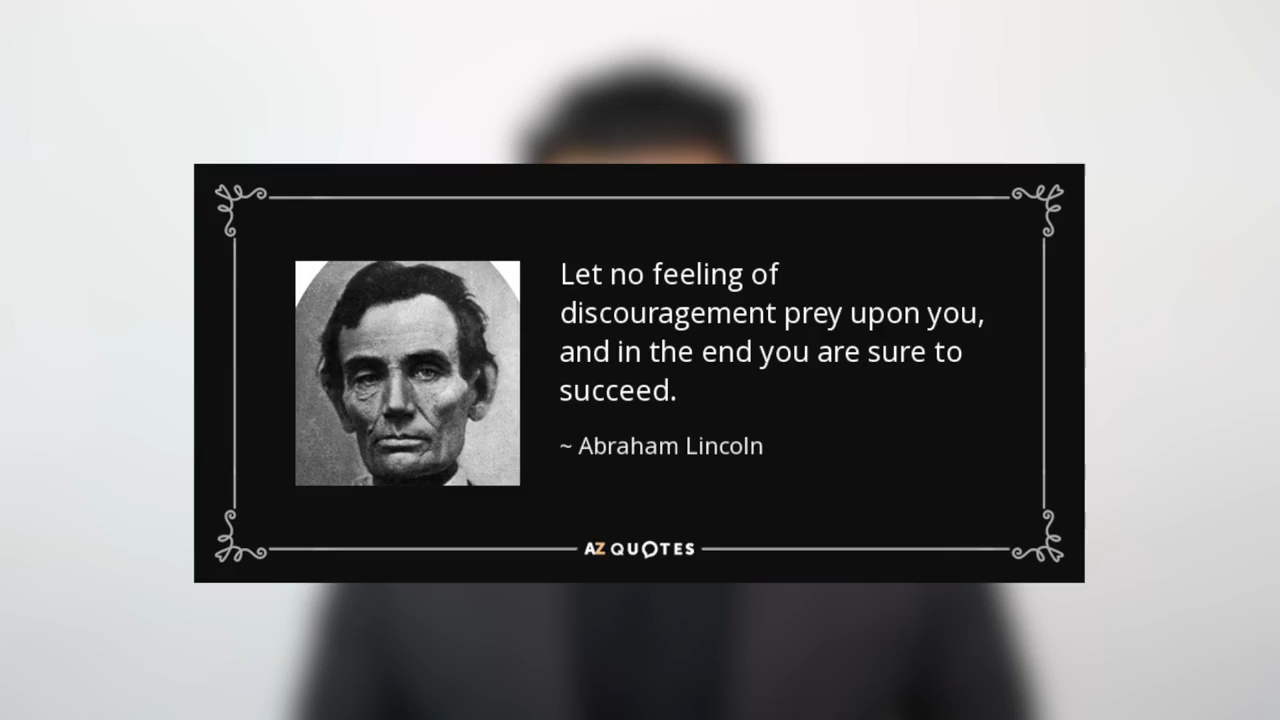 Let no feeling of
discouragement prey upon you,
and in the end you are sure to
succeed.
~ Abraham Lincoln
AZ QUOTES